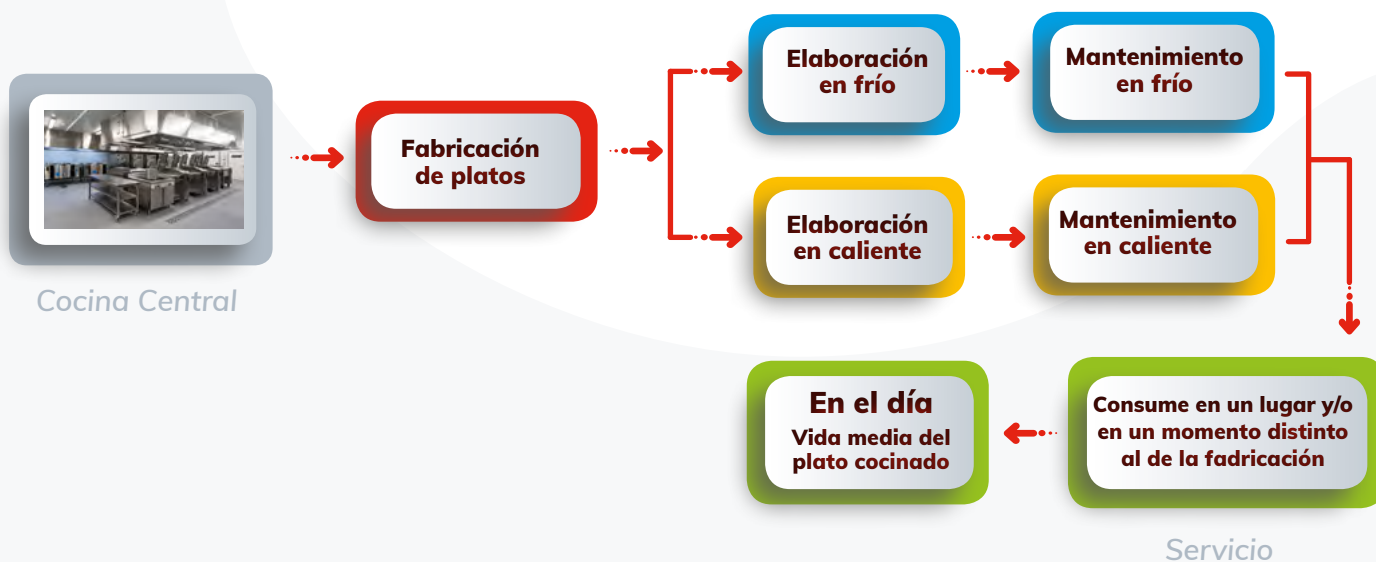 Cocina Central
Fabricación
de platos
Elaboración
en frío
Mantenimiento
en frío
Elaboración
en caliente
Mantenimiento
en caliente
Consume en un lugar y/o
en un momento distinto
al de la fadricación
Servicio
En el día
Vida media del
plato cocinado